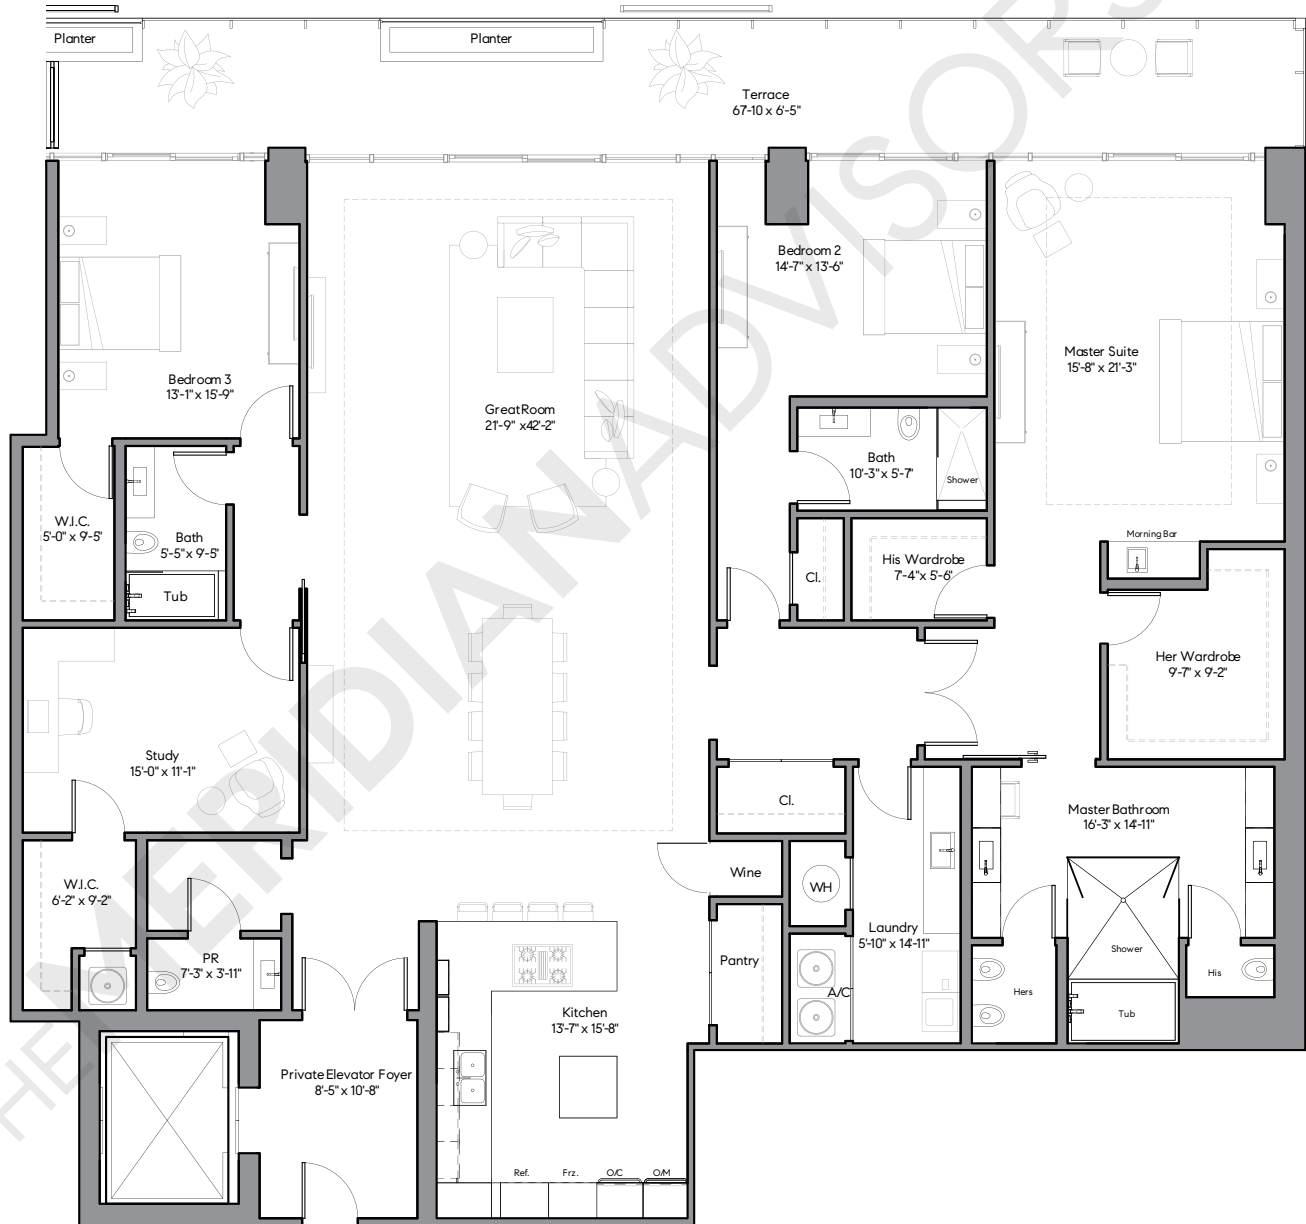 Planter
Planter
Terrace
67-10 x 6'-5"
Bedroom 3
13'-1" x 15'-9"
GreatRoom
21'-9" x42'-2"
Bedroom 2
14'-7" x 13'-6"
Master Suite
15'-8" x 21'-3"
Bath
10'-3" x 5'-7"
Shower
W.I.C.
5'-0" x 9'-5"
Bath
5'-5" x 9'-5"
Tub
Cl.
His Wardrobe
7'-4"x 5'-6"
Morning Bar
Her Wardrobe
9'-7" x 9'-2"
Study
15'-0" x 11'-1"
Cl.
Master Bathroom
16'-3" x 14'-11"
W.I.C.
6'-2" x 9'-2"
Wine
WH
Laundry
5'-10" x 14'-11"
PR
7'-3" x 3'-11"
Pantry
A/C
Shower
Hers
His
Tub
Kitchen
13'-7" x 15'-8"
Private Elevator Foyer
8'-5" x 10'-8"
Ref.
Frz.
O/C
O/M
THEMERIDIANADVISORS